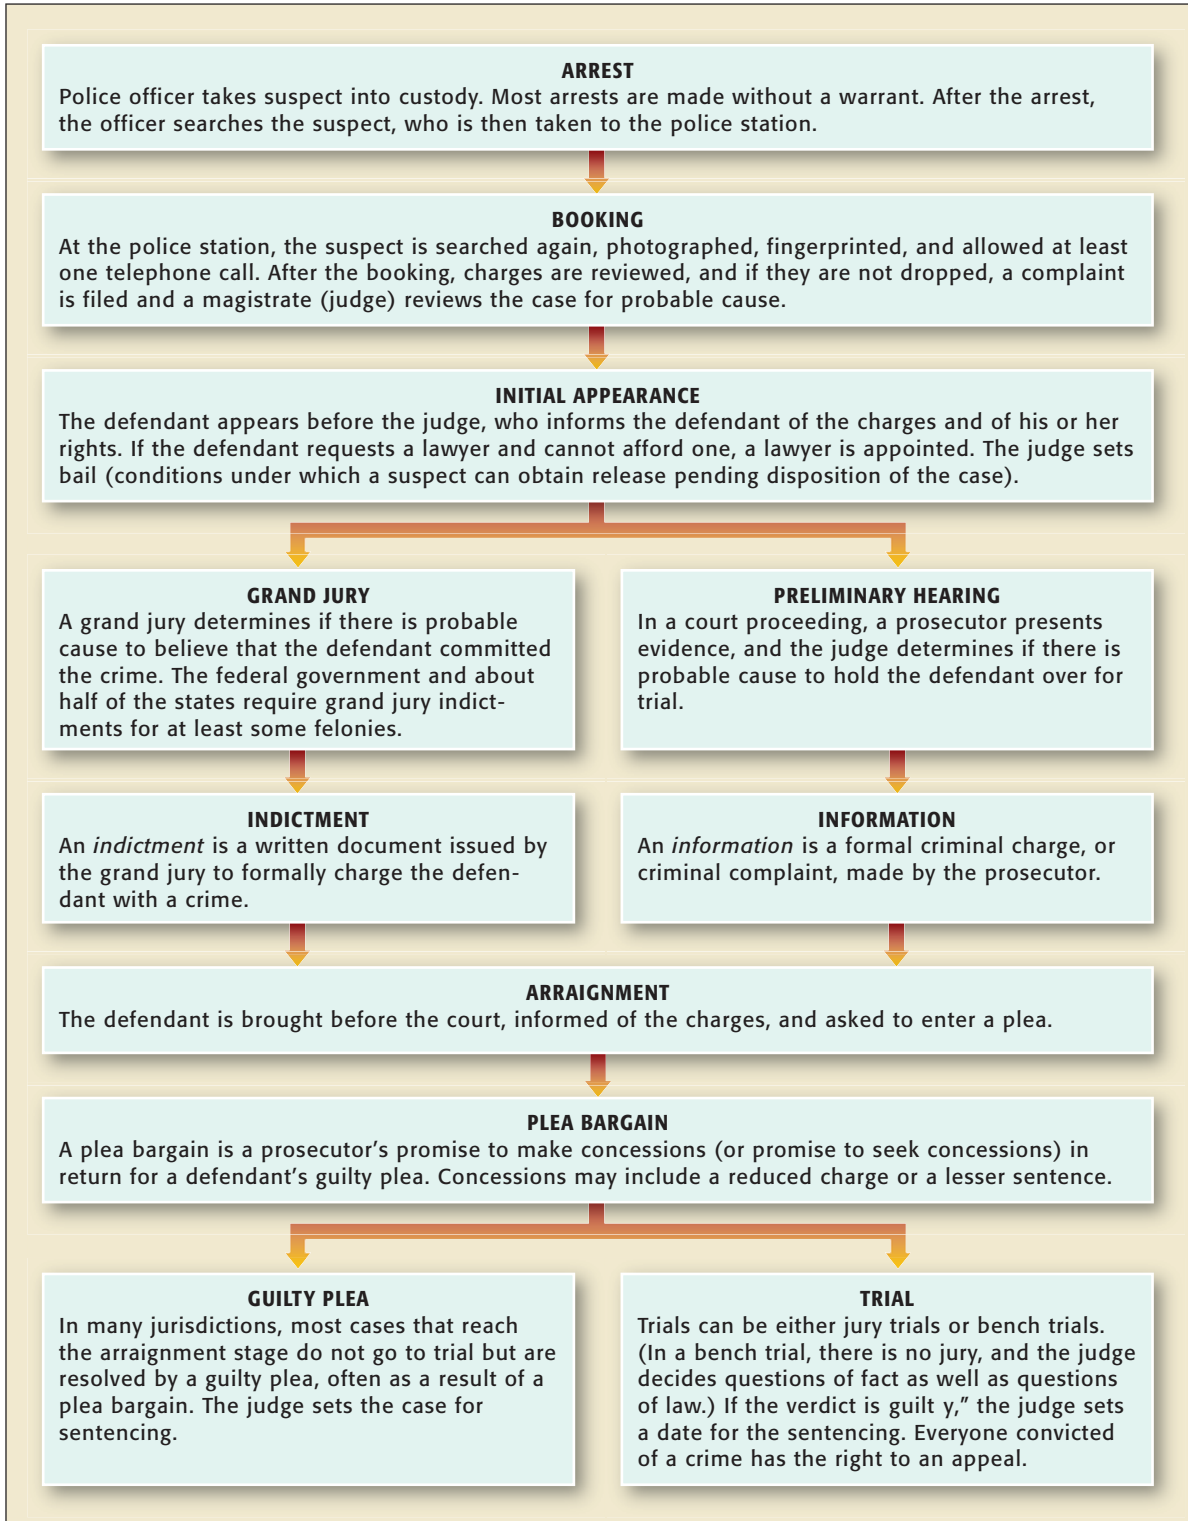 ARREST
Police officer takes suspect into custody. Most arrests are made without a warrant. After the arrest,
the officer searches the suspect, who is then taken to the police station.
BOOKING
At the police station, the suspect is searched again, photographed, fingerprinted, and allowed at least
one telephone call. After the booking, charges are reviewed, and if they are not dropped, a complaint
is filed and a magistrate (judge) reviews the case for probable cause.
INITIAL APPEARANCE
The defendant appears before the judge, who informs the defendant of the charges and of his or her
rights. If the defendant requests a lawyer and cannot afford one, a lawyer is appointed. The judge sets
bail (conditions under which a suspect can obtain release pending disposition of the case).
GRAND JURY
A grand jury determines if there is probable
cause to believe that the defendant committed
the crime. The federal government and about
half of the states require grand jury indict-
ments for at least some felonies.
PRELIMINARY HEARING
In a court proceeding, a prosecutor presents
evidence, and the judge determines if there is
probable cause to hold the defendant over for
trial.
INDICTMENT
An indictment is a written document issued by
the grand jury to formally charge the defen-
dant with a crime.
INFORMATION
An information is a formal criminal charge, or
criminal complaint, made by the prosecutor.
ARRAIGNMENT
The defendant is brought before the court, informed of the charges, and asked to enter a plea.
PLEA BARGAIN
A plea bargain is a prosecutor's promise to make concessions (or promise to seek concessions) in
return for a defendant's guilty plea. Concessions may include a reduced charge or a lesser sentence.
GUILTY PLEA
In many jurisdictions, most cases that reach
the arraignment stage do not go to trial but are
resolved by a guilty plea, often as a result of a
plea bargain. The judge sets the case for
sentencing.
TRIAL
Trials can be either jury trials or bench trials.
(In a bench trial, there is no jury, and the judge
decides questions of fact as well as questions
of law.) If the verdict is guilt y," the judge sets
a date for the sentencing. Everyone convicted
of a crime has the right to an appeal.